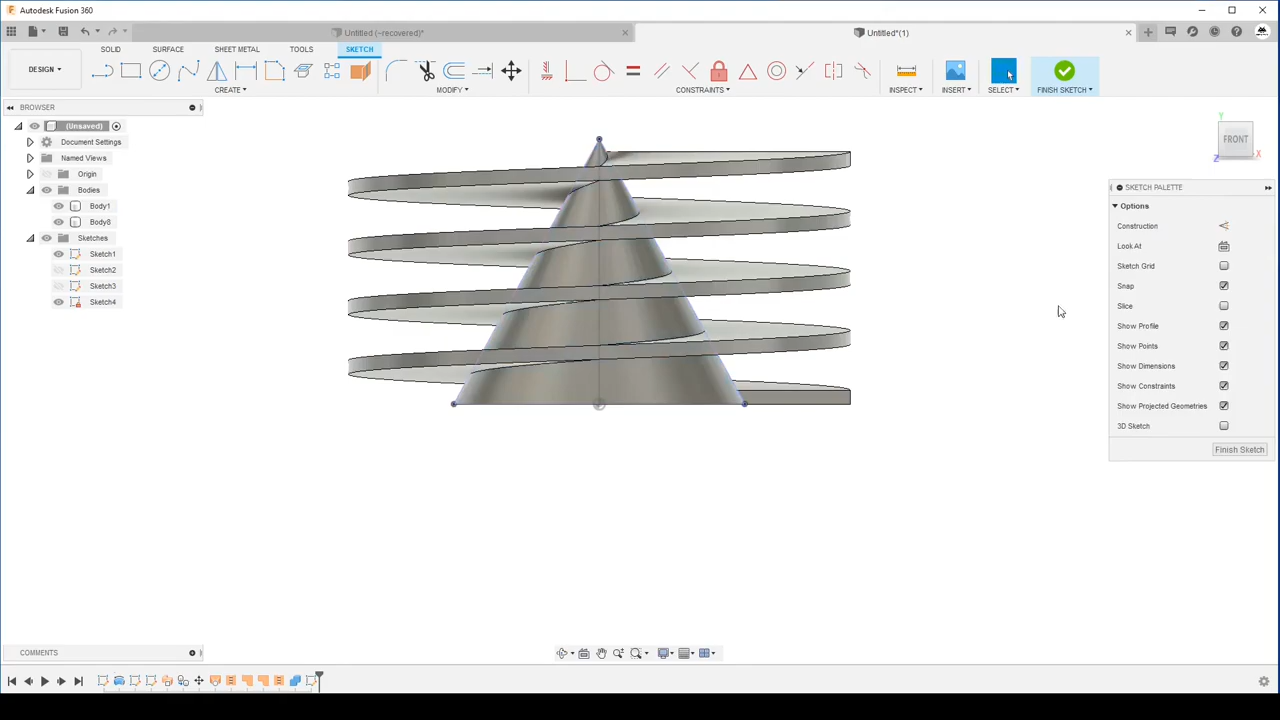 Autodesk Fusion 360
Untitled (~recovered)*
Untitled*(1)
SOLID
SURFACE
SHEET METAL
TOOLS
SKETCH
DESIGN
CREATE
MODIFY
CONSTRAINTS
INSPECT
INSERT
SELECT
FINISH SKETCH
BROWSER
(Unsaved)
Document Settings
Named Views
Origin
Bodies
Body1
Body8
Sketches
Sketch1
Sketch2
Sketch3
Sketch4
Y
FRONT
Z
X
SKETCH PALETTE
Options
Construction
Look At
Sketch Grid
Snap
Slice
Show Profile
Show Points
Show Dimensions
Show Constraints
Show Projected Geometries
3D Sketch
Finish Sketch
COMMENTS